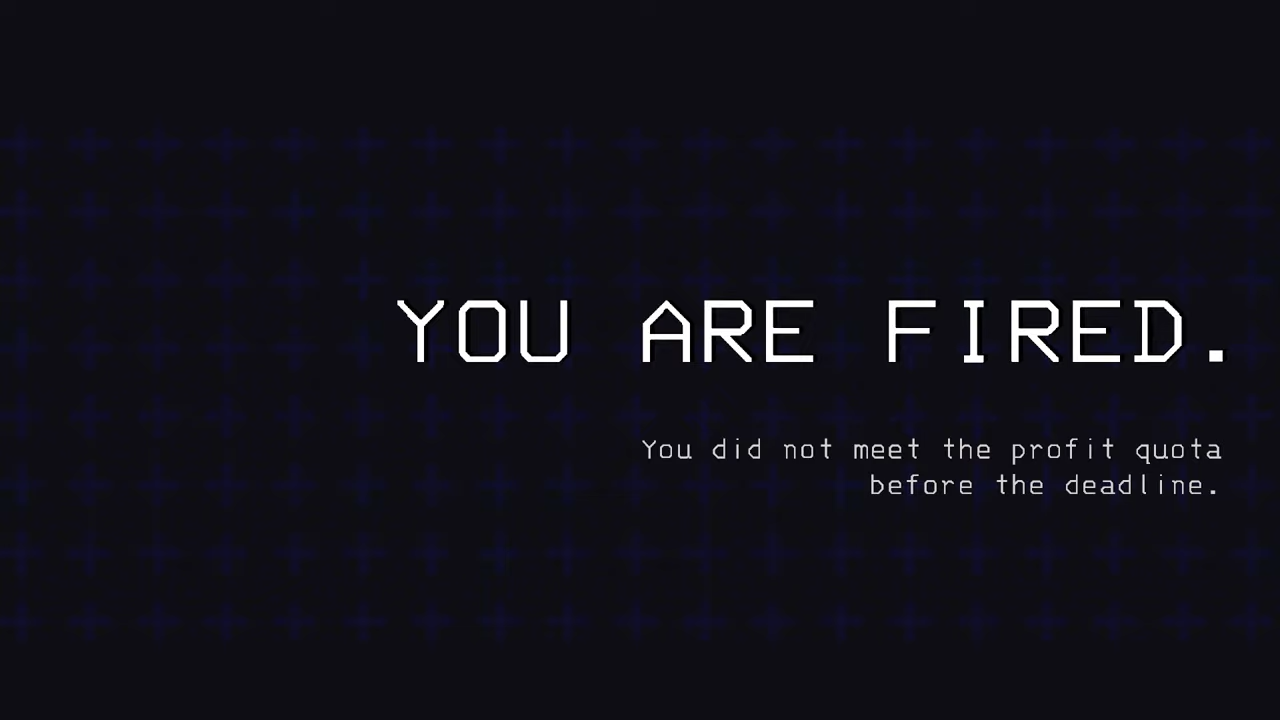 YOU ARE FIRED.
You did not meet the profit quota
before the deadline.